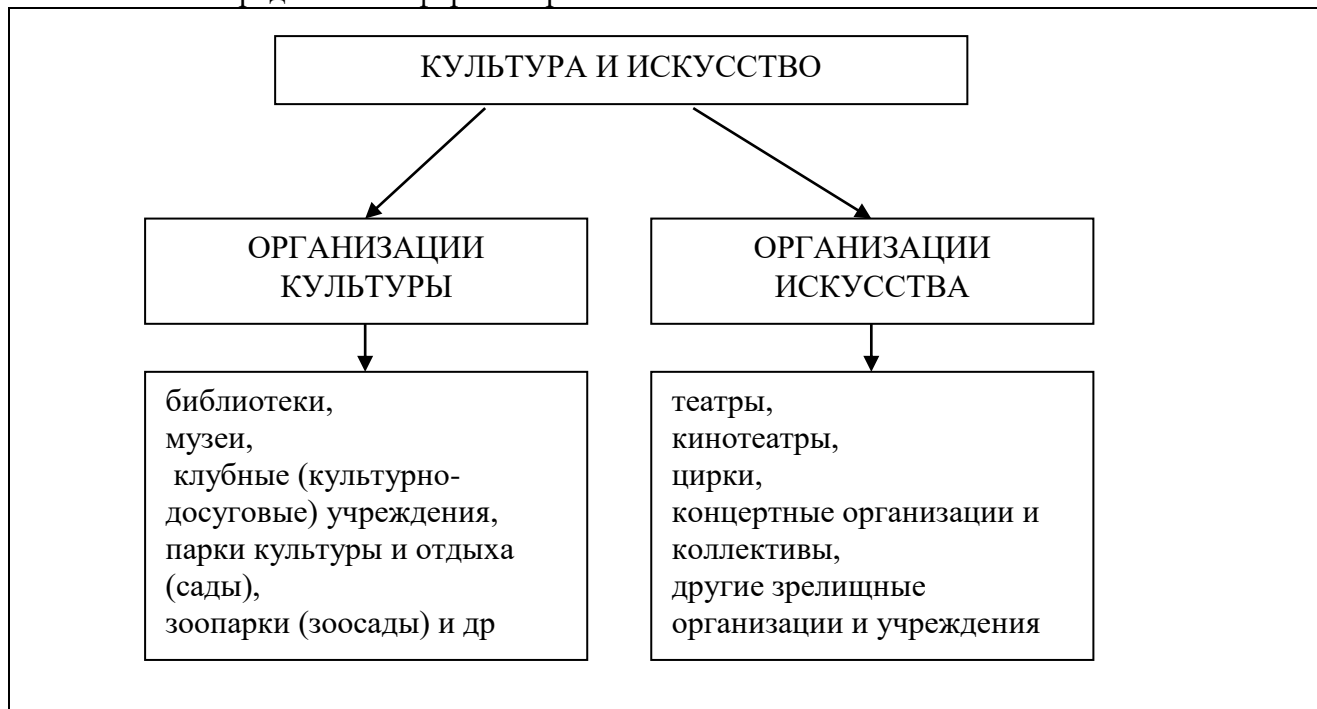 КУЛЬТУРА И ИСКУССТВО
ОРГАНИЗАЦИИ
КУЛЬТУРЫ
ОРГАНИЗАЦИИ
ИСКУССТВА
библиотеки,
музеи,
клубные (культурно-
досуговые) учреждения,
парки культуры и отдыха
(сады),
зоопарки (зоосады) и др
театры,
кинотеатры,
цирки,
концертные организации и
коллективы,
другие зрелищные
организации и учреждения